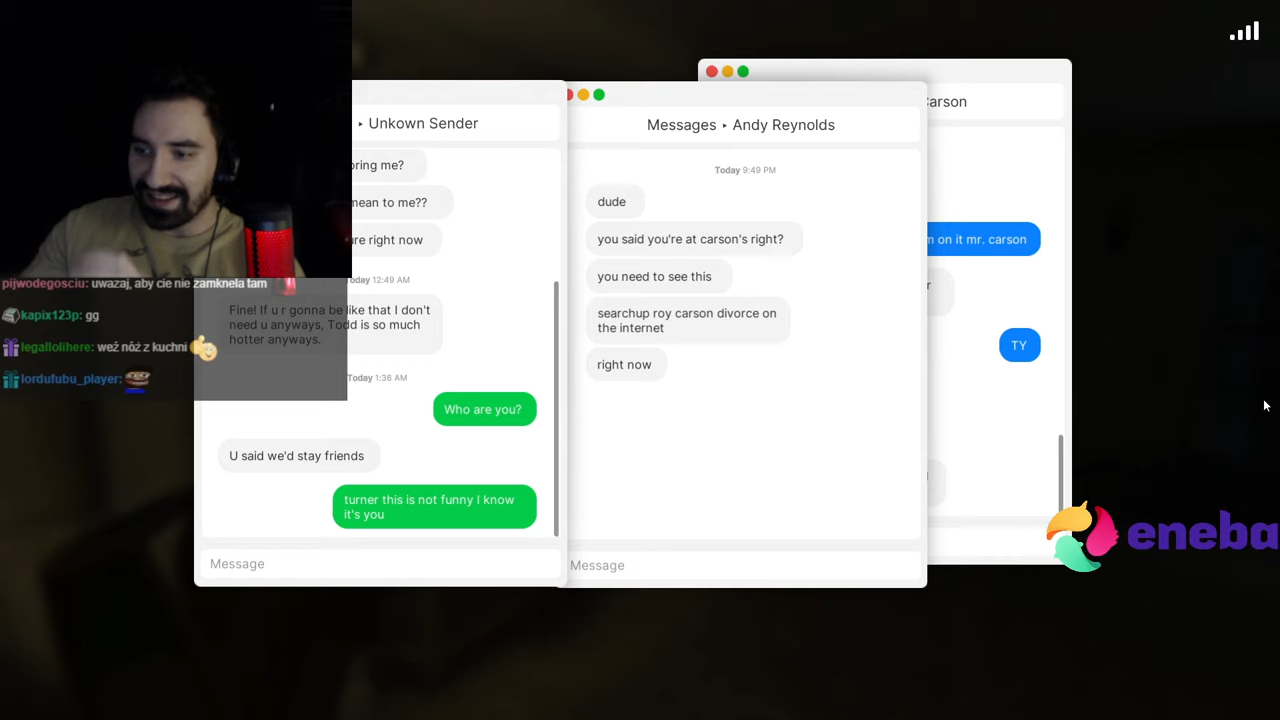 ‣ Unkown Sender
oring me?
mean to me??
ure right now
oday 12:49 AM
Fine! If u r gonna be like that I don't
need u anyways, Todd is so much
hotter anyways.
Today 1:36 AM
Who are you?
U said we'd stay friends
turner this is not funny I know
it's you
Message
Messages ‣ Andy Reynolds
Today 9:49 PM
dude
you said you're at carson's right?
you need to see this
searchup roy carson divorce on
the internet
right now
Message
Carson
m on it mr. carson
r
TY
pijwodegosciu: uwazaj, aby cie nie zamknela tam
kapix123p: gg
legallolihere: weź nóż z kuchni
lordufubu_player:
eneba